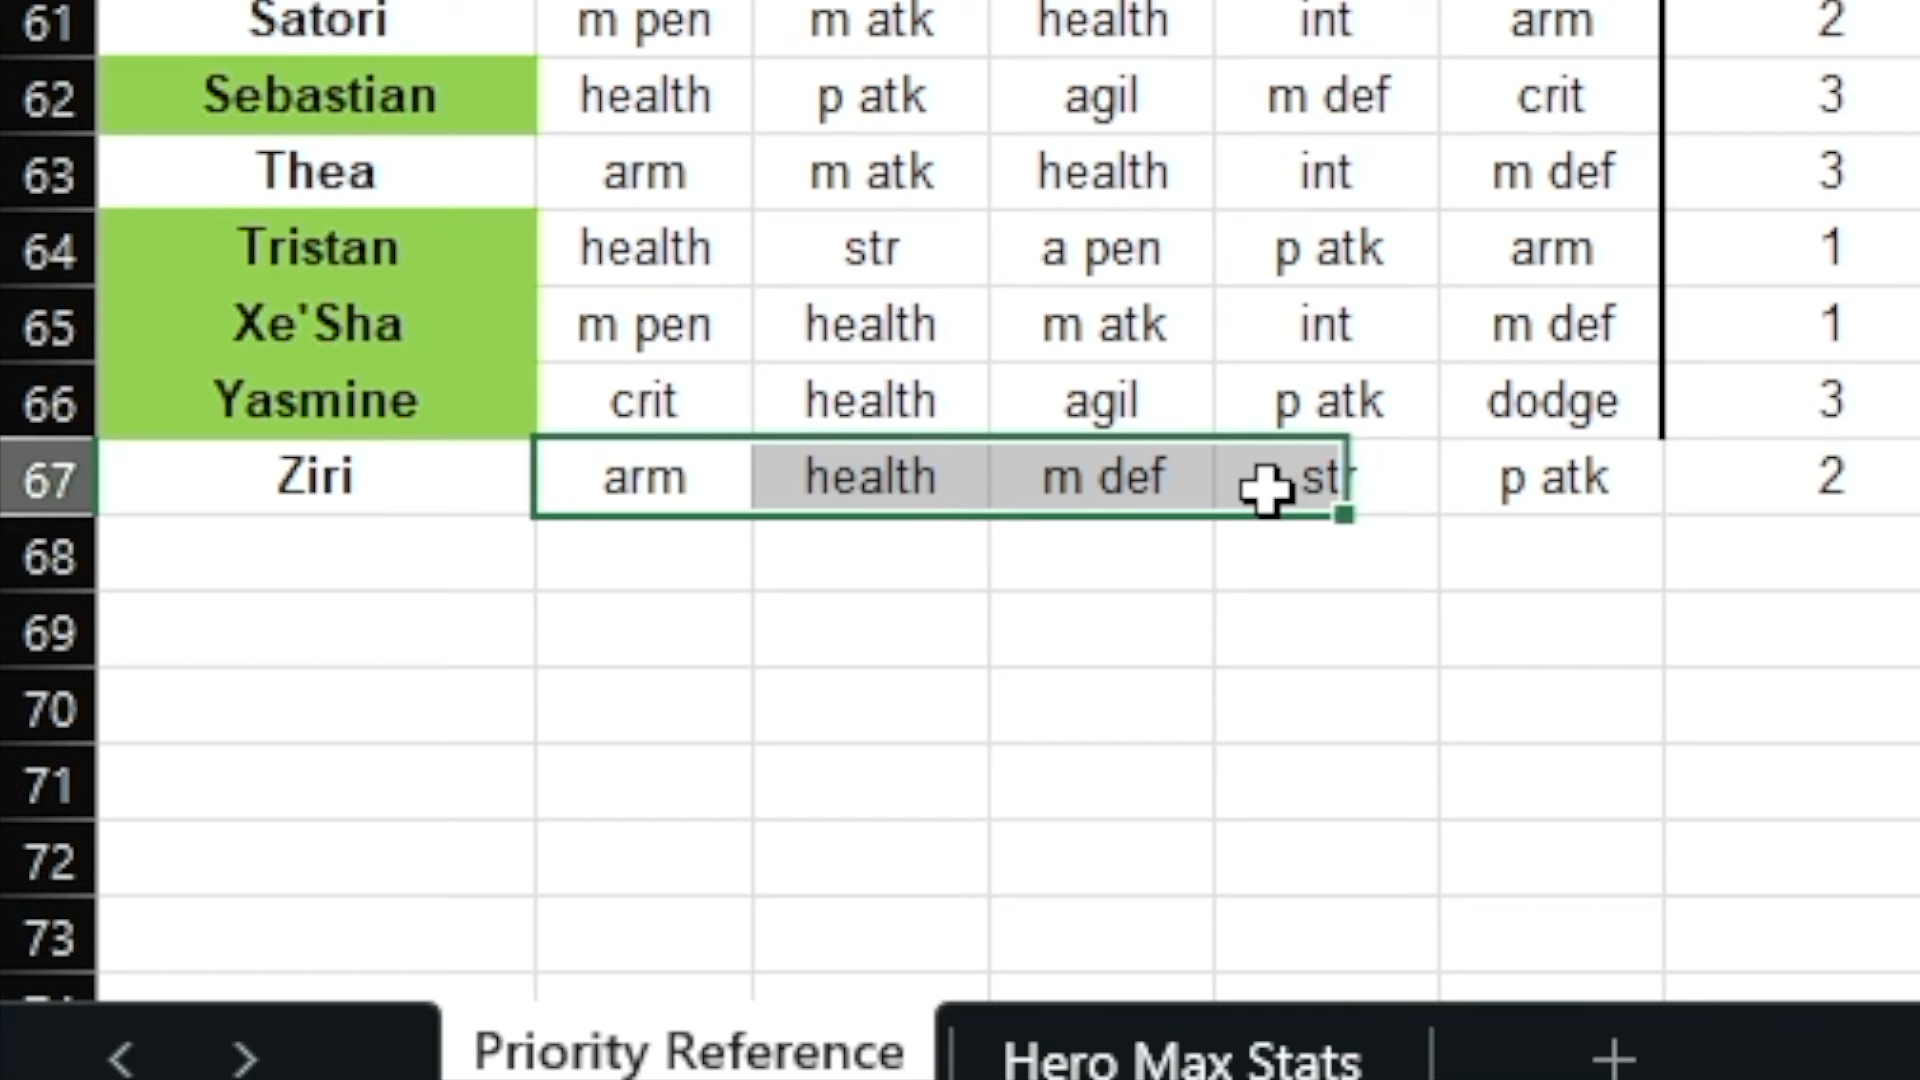 61 Satori m pen m atk health int arm 2
62 Sebastian health p atk agil m def crit 3
63 Thea arm m atk health int m def 3
64 Tristan health str a pen p atk arm 1
65 Xe'Sha m pen health m atk int m def 1
66 Yasmine crit health agil p atk dodge 3
67 Ziri arm health m def str p atk 2
68
69
70
71
72
73
Priority Reference Hero Max Stats